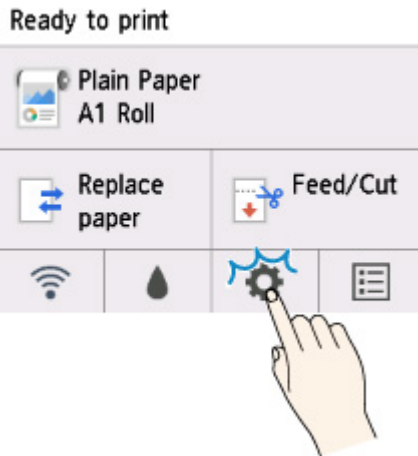 Ready to print
Plain Paper
A1 Roll
Replace
paper
Feed/Cut